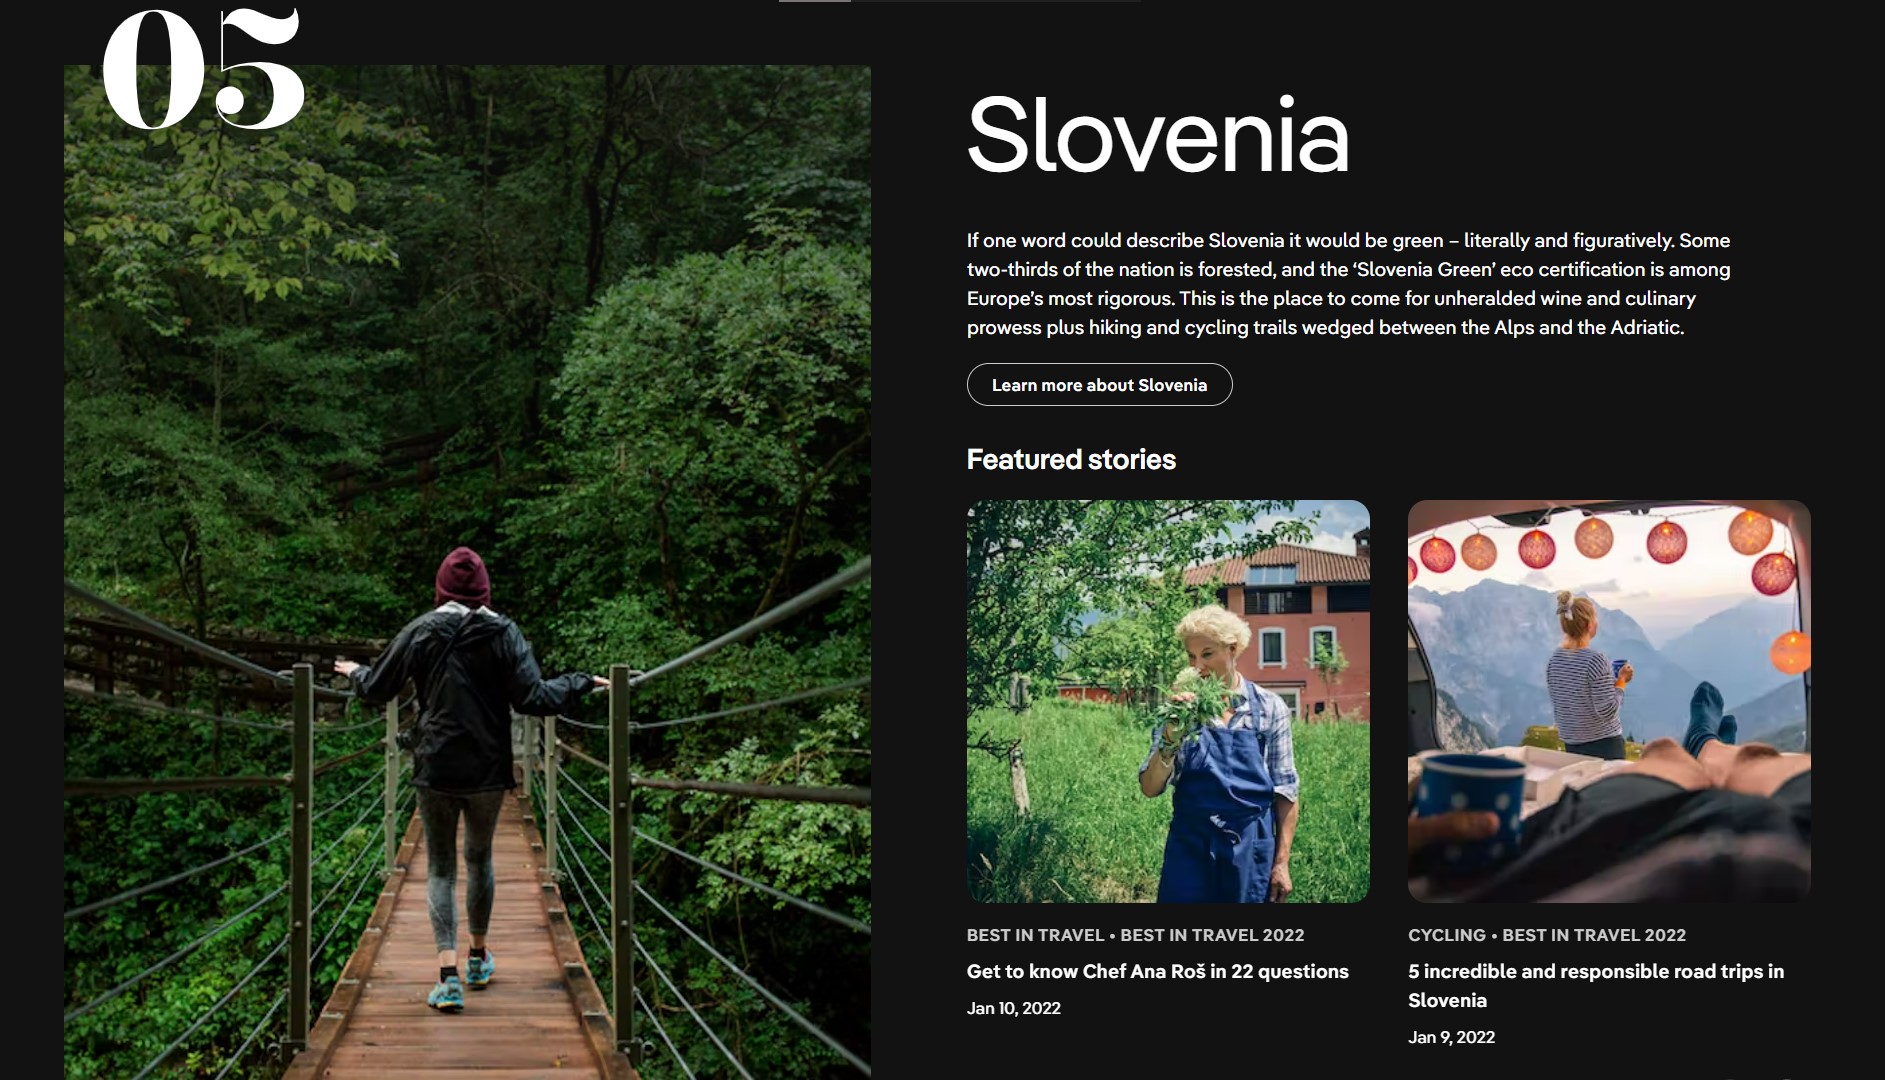 05
Slovenia
If one word could describe Slovenia it would be green – literally and figuratively. Some
two-thirds of the nation is forested, and the ‘Slovenia Green’ eco certification is among
Europe’s most rigorous. This is the place to come for unheralded wine and culinary
prowess plus hiking and cycling trails wedged between the Alps and the Adriatic.
Learn more about Slovenia
Featured stories
BEST IN TRAVEL • BEST IN TRAVEL 2022
Get to know Chef Ana Roš in 22 questions
Jan 10, 2022
CYCLING • BEST IN TRAVEL 2022
5 incredible and responsible road trips in
Slovenia
Jan 9, 2022